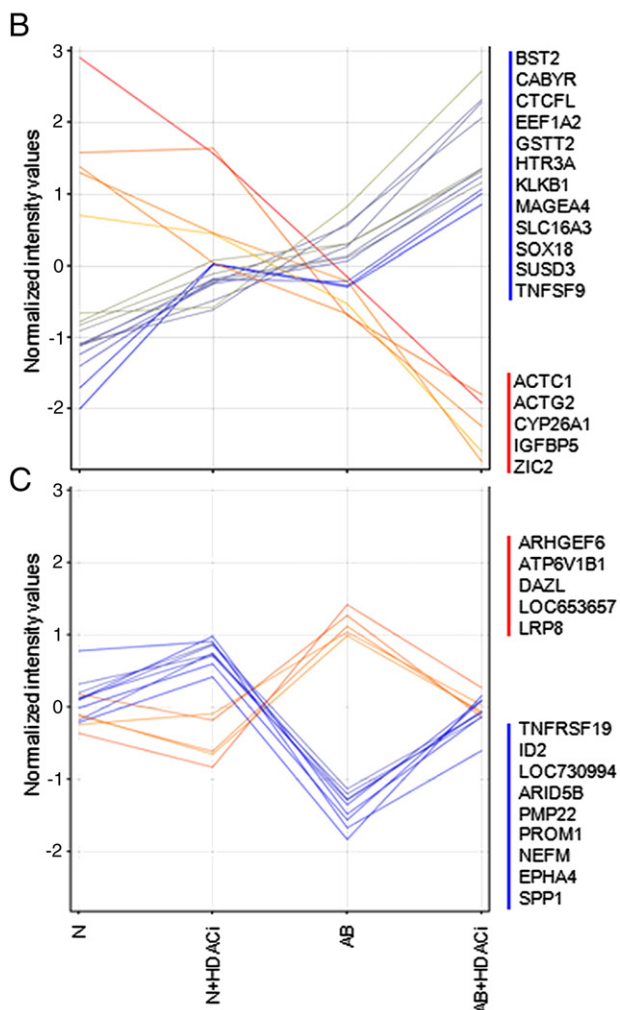 B
Normalized intensity values
3
2
1
0
-1
-2
BST2
CABYR
CTCFL
EEF1A2
GSTT2
HTR3A
KLKB1
MAGEA4
SLC16A3
SOX18
SUSD3
TNFSF9
ACTC1
ACTG2
CYP26A1
IGFBP5
ZIC2
C
Normalized intensity values
3
2
1
0
-1
-2
ARHGEF6
ATP6V1B1
DAZL
LOC653657
LRP8
TNFRSF19
ID2
LOC730994
ARID5B
PMP22
PROM1
NEFM
EPHA4
SPP1
N
N+HDACi
AB
AB+HDACi